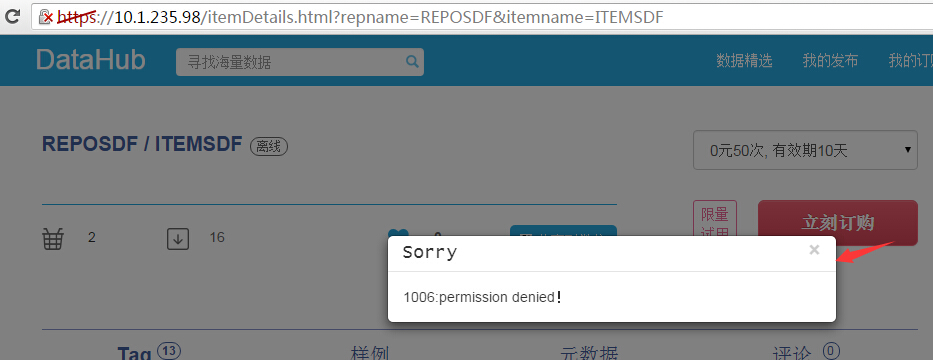 https://10.1.235.98/itemDetails.html?repname=REPOSDF&itemname=ITEMSDF
DataHub 寻找海量数据 数据精选 我的发布 我的订
REPOSDF / ITEMSDF 离线
0元50次, 有效期10天
2 16
限量
试用
立刻订购
Sorry ×
1006:permission denied!
Tag 13 样例 元数据 评论 0